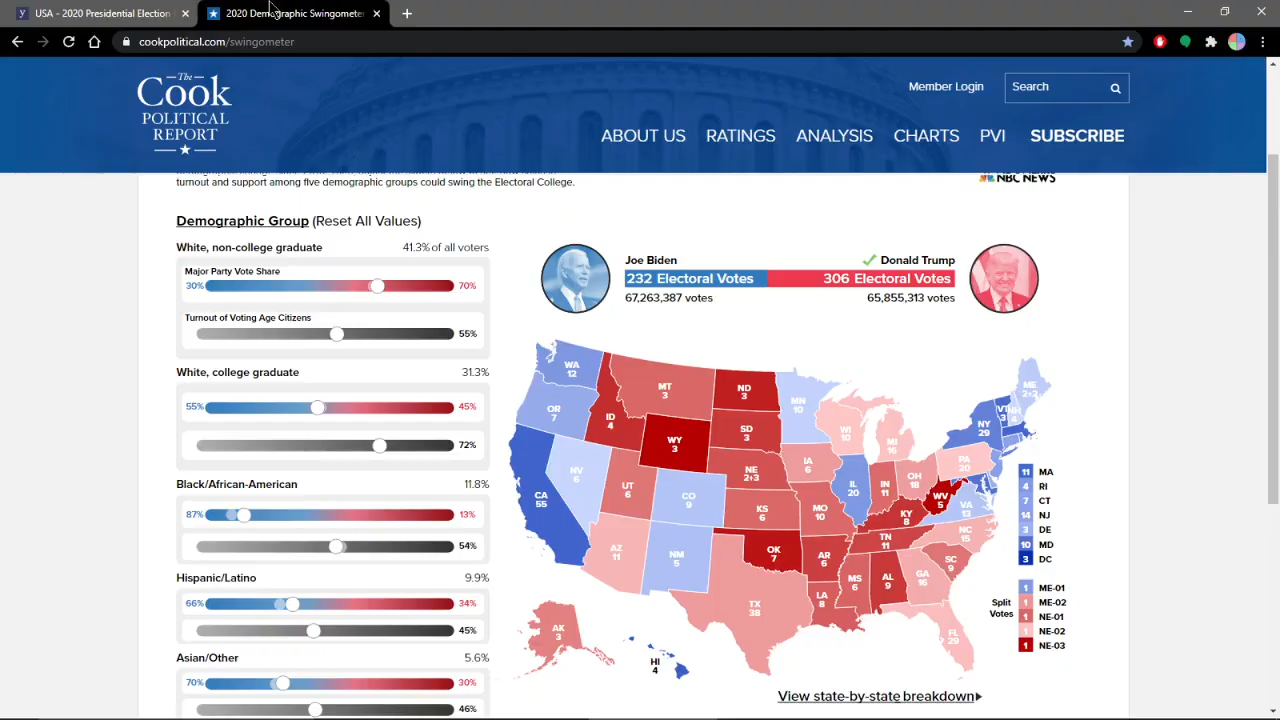 USA - 2020 Presidential Election
2020 Demographic Swingometer
cookpolitical.com/swingometer
The
Cook
POLITICAL
REPORT
Member Login
Search
ABOUT US RATINGS ANALYSIS CHARTS PVI SUBSCRIBE
turnout and support among five demographic groups could swing the Electoral College.
NBC NEWS
Demographic Group (Reset All Values)
White, non-college graduate 41.3% of all voters
Major Party Vote Share
30% 70%
Turnout of Voting Age Citizens
55%
White, college graduate 31.3%
55% 45%
72%
Black/African-American 11.8%
87% 13%
54%
Hispanic/Latino 9.9%
66% 34%
45%
Asian/Other 5.6%
70% 30%
46%
Joe Biden
232 Electoral Votes
67,263,387 votes
Donald Trump
306 Electoral Votes
65,855,313 votes
WA
12
OR
7
CA
55
NV
6
ID
4
MT
3
WY
3
UT
6
AZ
11
CO
9
NM
5
ND
3
SD
3
NE
2+3
KS
6
OK
7
TX
38
MN
10
IA
6
MO
10
AR
6
LA
8
WI
10
IL
20
MI
16
IN
11
OH
18
KY
8
TN
11
MS
6
AL
9
GA
16
FL
29
SC
9
NC
15
VA
13
WV
5
PA
20
NY
29
VT
3
NH
4
ME
2+2
AK
3
HI
4
11 MA
4 RI
7 CT
14 NJ
3 DE
10 MD
3 DC
Split
Votes
1 ME-01
1 ME-02
1 NE-01
1 NE-02
1 NE-03
View state-by-state breakdown